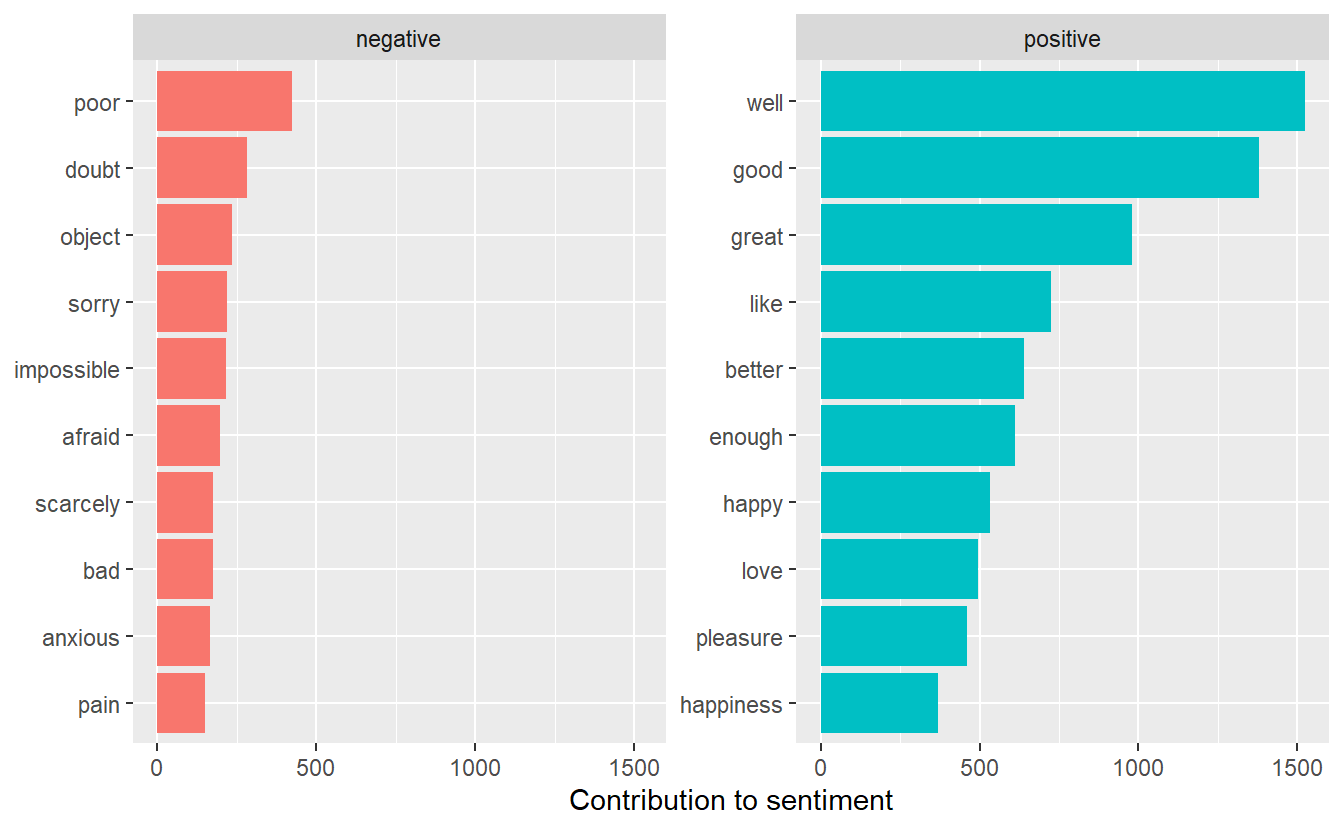 negative
poor
doubt
object
sorry
impossible
afraid
scarcely
bad
anxious
pain
0 500 1000 1500
positive
well
good
great
like
better
enough
happy
love
pleasure
happiness
0 500 1000 1500
Contribution to sentiment